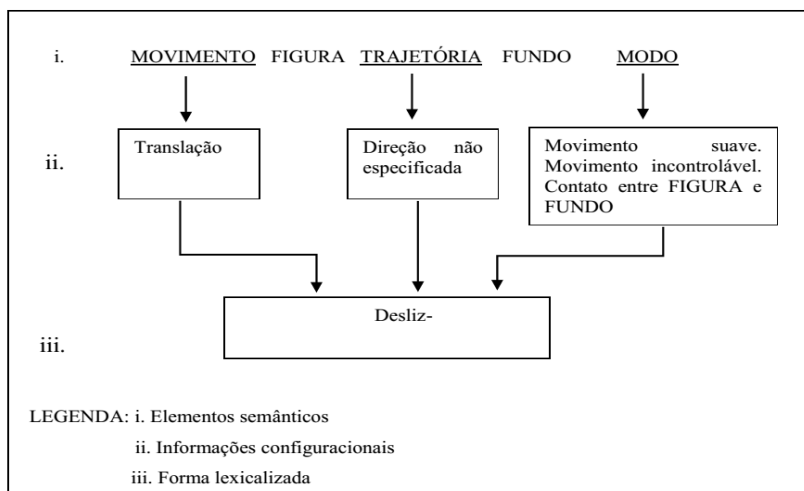 i. MOVIMENTO FIGURA TRAJETÓRIA FUNDO MODO
ii.
Translação
Direção não
especificada
Movimento suave.
Movimento incontrolável.
Contato entre FIGURA e
FUNDO
Desliz-
iii.
LEGENDA: i. Elementos semânticos
ii. Informações configuracionais
iii. Forma lexicalizada